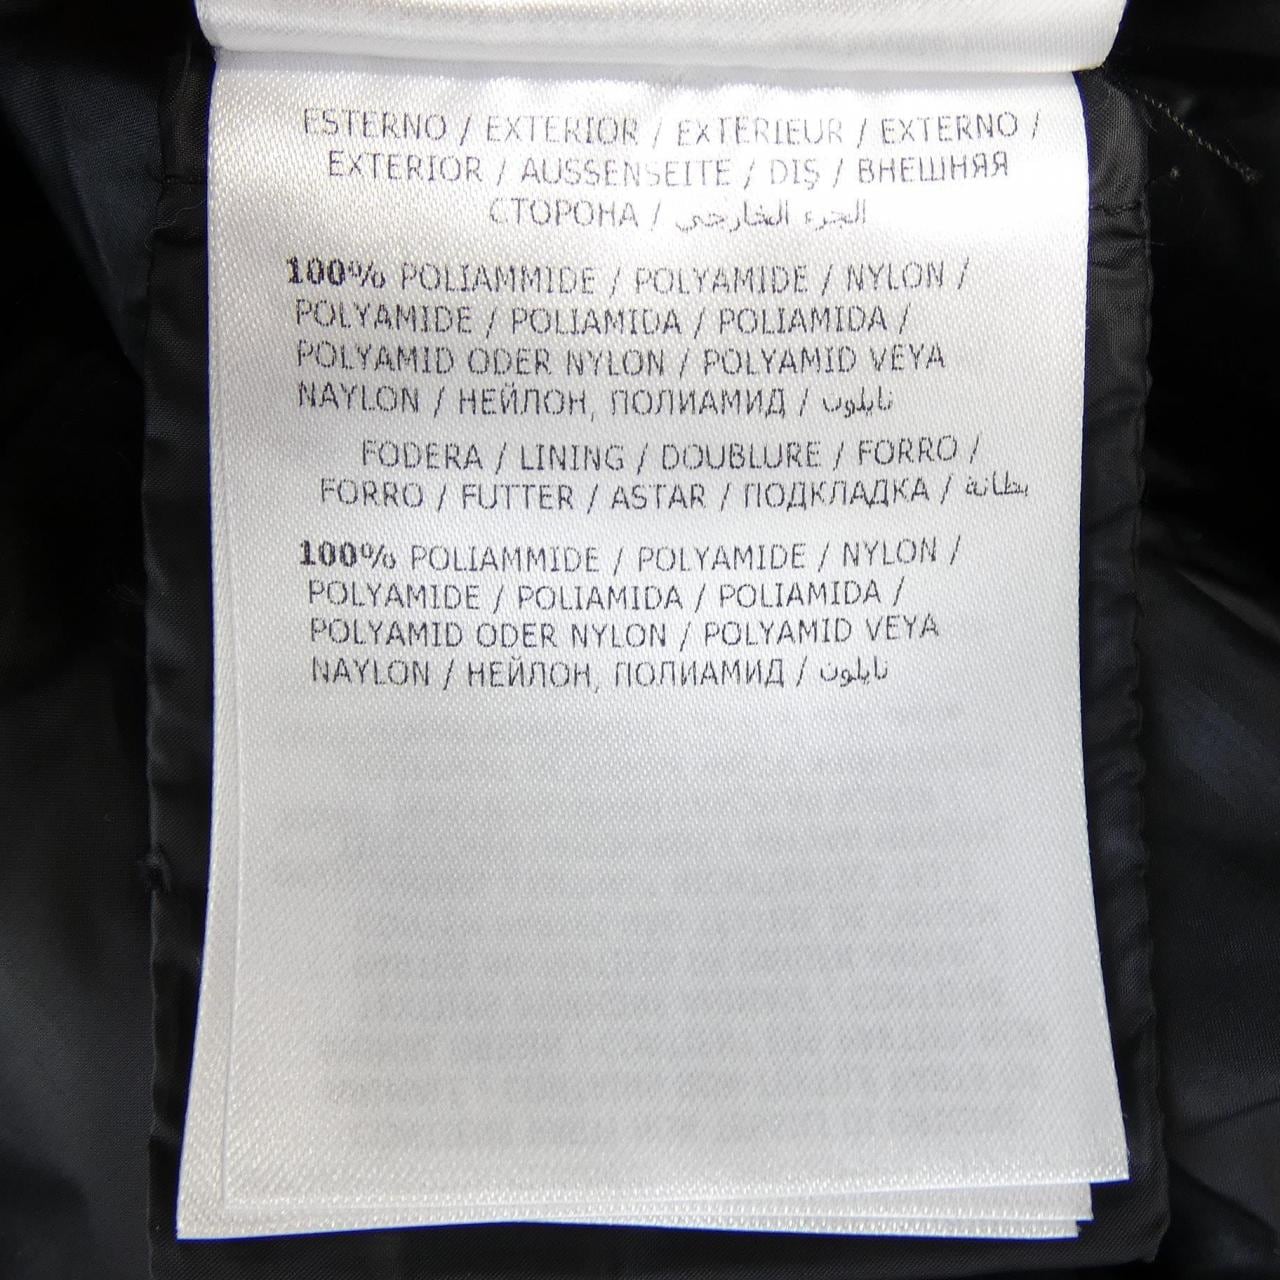 ESTERNO / EXTERIOR / EXTERIEUR / EXTERNO /
EXTERIOR / AUSSENSEITE / DIŞ / ВНЕШНЯЯ
СТОРОНА / الجزء الخارجي
100% POLIAMMIDE / POLYAMIDE / NYLON /
POLYAMIDE / POLIAMIDA / POLIAMIDA /
POLYAMID ODER NYLON / POLYAMID VEYA
NAYLON / НЕЙЛОН, ПОЛИАМИД / نايلون
FODERA / LINING / DOUBLURE / FORRO /
FORRO / FUTTER / ASTAR / ПОДКЛАДКА / بطانة
100% POLIAMMIDE / POLYAMIDE / NYLON /
POLYAMIDE / POLIAMIDA / POLIAMIDA /
POLYAMID ODER NYLON / POLYAMID VEYA
NAYLON / НЕЙЛОН, ПОЛИАМИД / نايلون